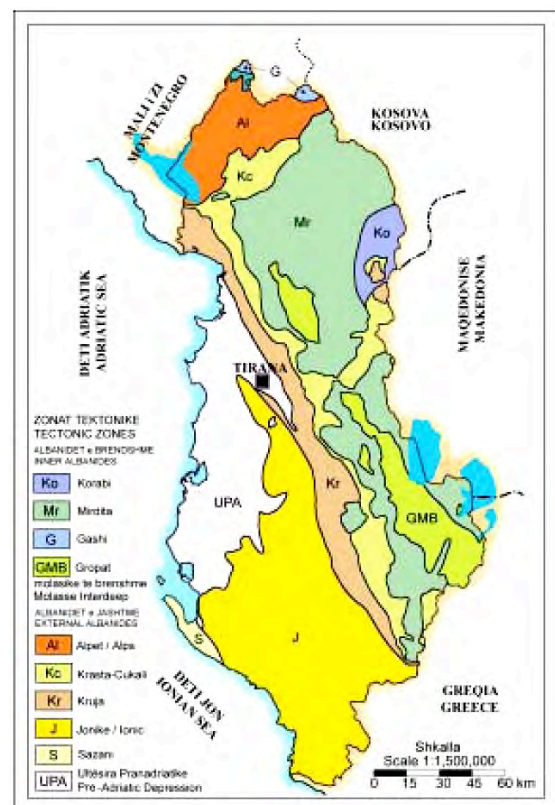 G
MALI i ZI
MONTENEGRO
KOSOVA
KOSOVO
Al
Kc
Mr
Ko
DETI ADRIATIK
ADRIATIC SEA
MAQEDONISE
MAKEDONIA
TIRANA
ZONAT TEKTONIKE
TECTONIC ZONES
ALBANIDET e BRENDSHME
INNER ALBANIDES
Ko Korabi
Mr Mirdita
G Gashi
GMB Gropat
molasike te brenshme
Molasse Interdeep
ALBANIDET e JASHTME
EXTERNAL ALBANIDES
Al Alpet / Alps
Kc Krasta-Cukali
Kr Kruja
J Jonike / Ionic
S Sazani
UPA Ultësira Pranadriatike
Pre-Adriatic Depression
UPA
Kr
GMB
J
S
DETI JON
IONIAN SEA
GREQIA
GREECE
Shkalla
Scale 1:1,500,000
0 15 30 45 60 km